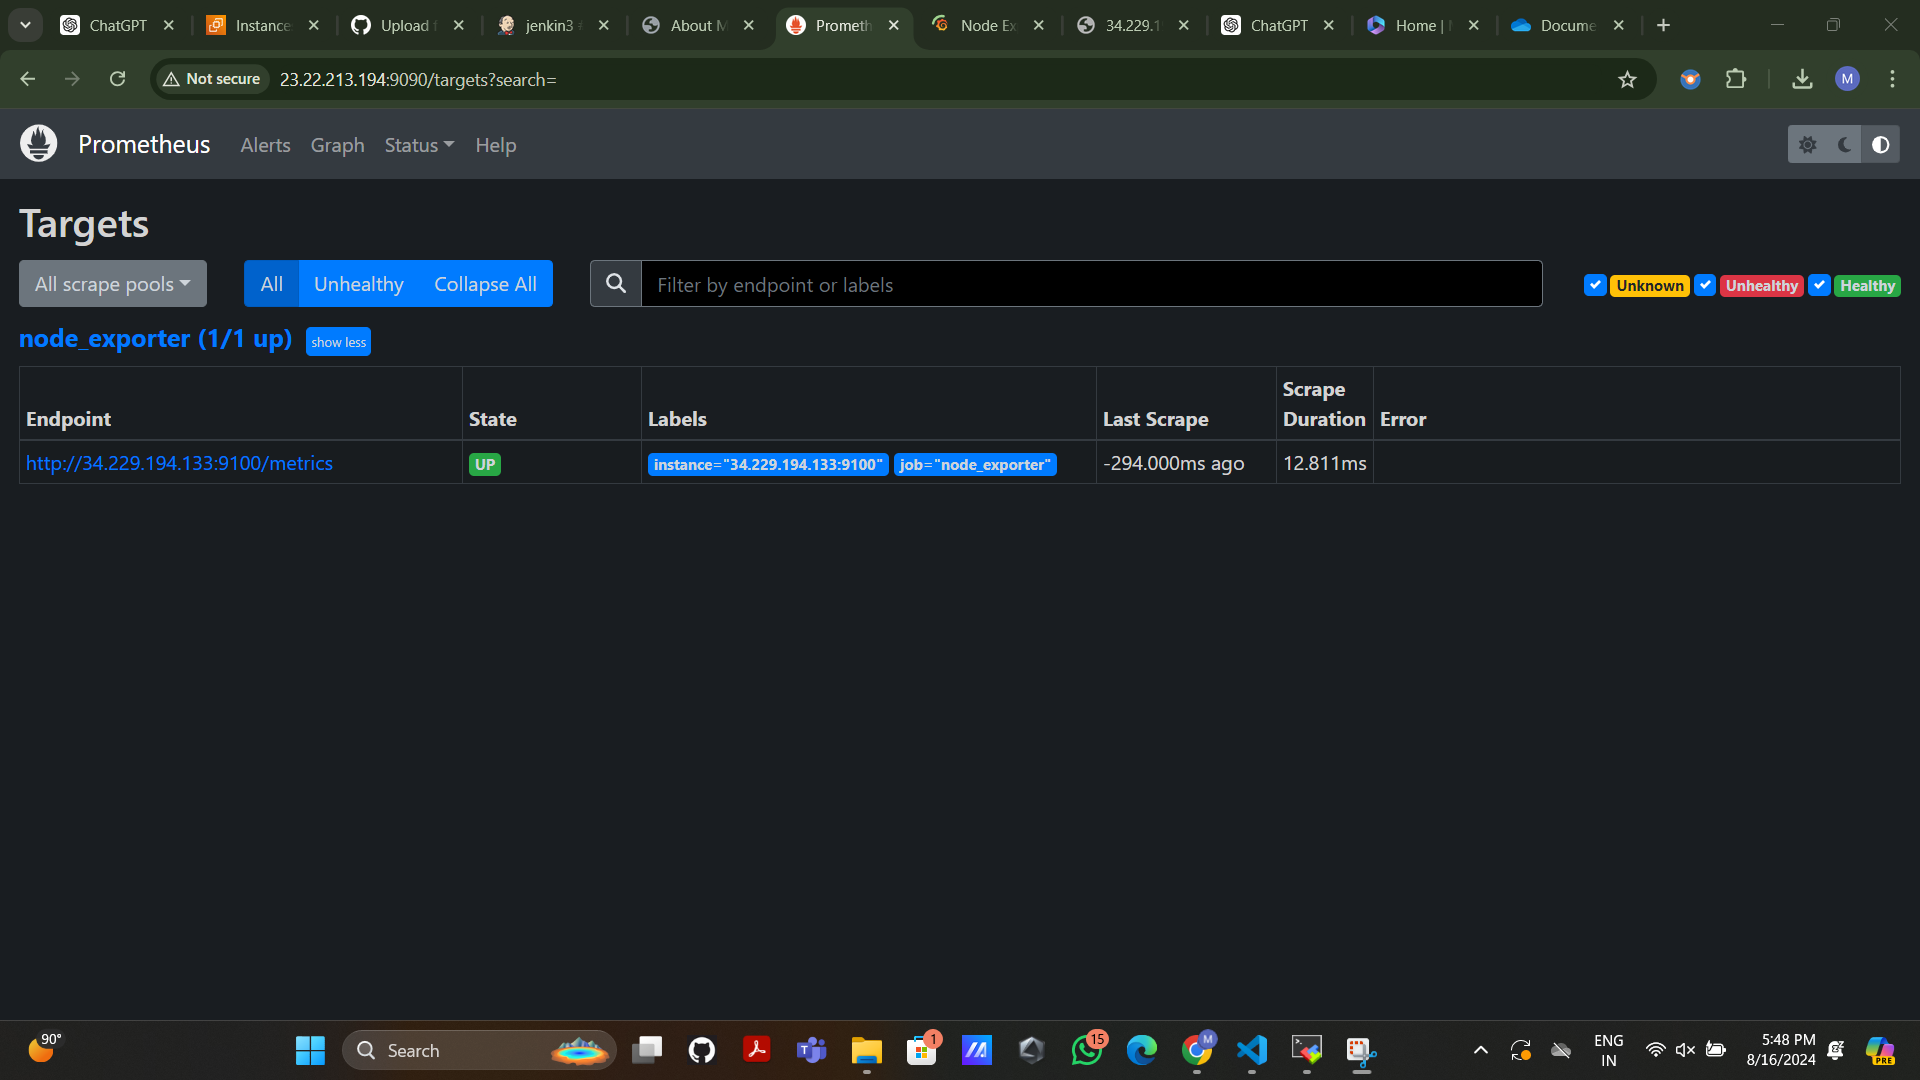 ChatGPT
Instance
Upload f
jenkin3
About M
Prometh
Node Ex
34.229.1
ChatGPT
Home |
Docume
Not secure
23.22.213.194:9090/targets?search=
M
Prometheus
Alerts
Graph
Status
Help
Targets
All scrape pools
All
Unhealthy
Collapse All
Filter by endpoint or labels
Unknown
Unhealthy
Healthy
node_exporter (1/1 up)
show less
Endpoint
State
Labels
Last Scrape
Scrape
Duration
Error
http://34.229.194.133:9100/metrics
UP
instance="34.229.194.133:9100"
job="node_exporter"
-294.000ms ago
12.811ms
90°
Search
1
15
M
ENG
IN
5:48 PM
8/16/2024
PRE